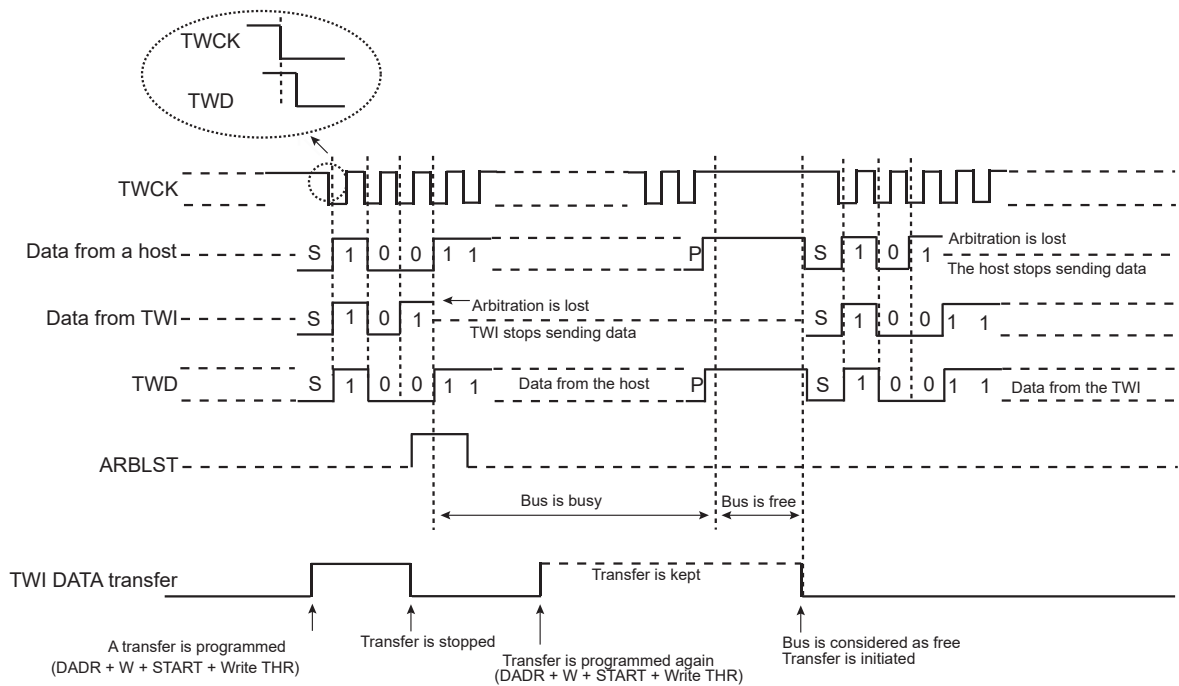 TWCK
TWD
TWCK
Data from a host
S 1 0 0 1 1
P
S 1 0 1
Arbitration is lost
The host stops sending data
Data from TWI
S 1 0 1
Arbitration is lost
TWI stops sending data
S 1 0 0 1 1
TWD
S 1 0 0 1 1
Data from the host
P
S 1 0 0 1 1
Data from the TWI
ARBLST
Bus is busy
Bus is free
TWI DATA transfer
Transfer is kept
A transfer is programmed
(DADR + W + START + Write THR)
Transfer is stopped
Transfer is programmed again
(DADR + W + START + Write THR)
Bus is considered as free
Transfer is initiated